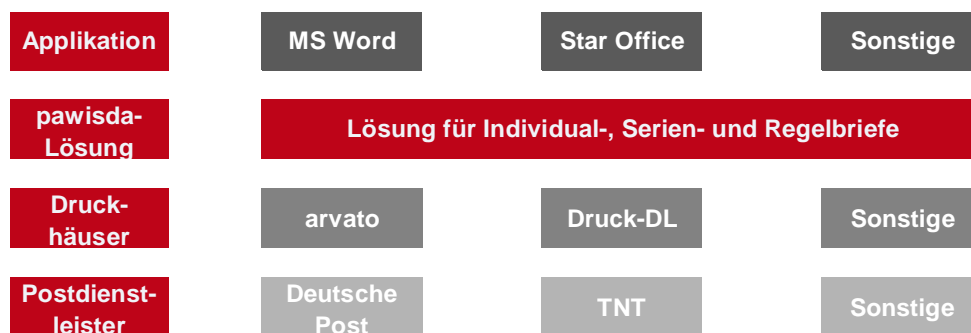 Applikation MS Word Star Office Sonstige
pawisda-
Lösung
Lösung für Individual-, Serien- und Regelbriefe
Druck-
häuser
arvato Druck-DL Sonstige
Postdienst-
leister
Deutsche
Post
TNT Sonstige